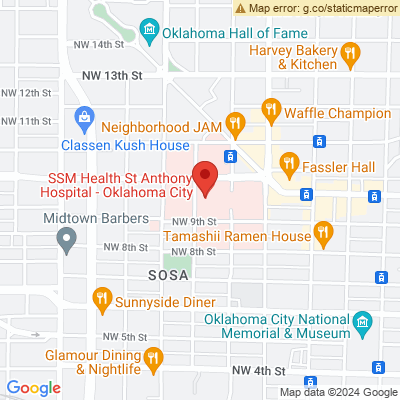 Map error: g.co/staticmaperror
Oklahoma Hall of Fame
NW 14th St
Harvey Bakery
& Kitchen
NW 13th St
NW 12th St
Waffle Champion
NW 11th St
Neighborhood JAM
Classen Kush House
Fassler Hall
SSM Health St Anthony
Hospital - Oklahoma City
Midtown Barbers
NW 9th St
Tamashii Ramen House
NW 8th St
NW 8th St
SOSA
Sunnyside Diner
Oklahoma City National
Memorial & Museum
NW 5th St
Glamour Dining
& Nightlife
NW 4th St
Google
Map data ©2024 Google